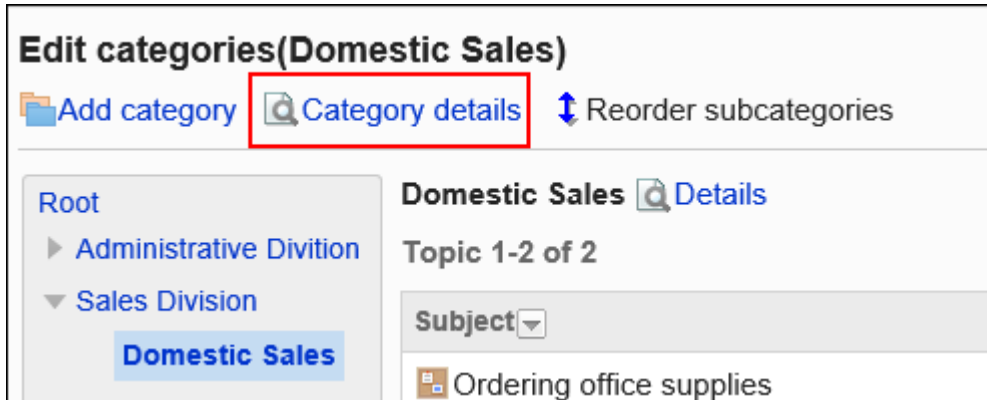 Edit categories(Domestic Sales)
Add category Category details Reorder subcategories
Root
Administrative Divition
Sales Division
Domestic Sales
Domestic Sales Details
Topic 1-2 of 2
Subject
Ordering office supplies